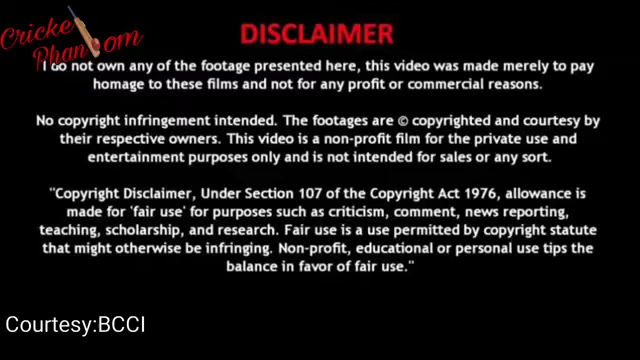 Cricket
Phantom
DISCLAIMER
I do not own any of the footage presented here, this video was made merely to pay
homage to these films and not for any profit or commercial reasons.
No copyright infringement intended. The footages are © copyrighted and courtesy by
their respective owners. This video is a non-profit film for the private use and
entertainment purposes only and is not intended for sales or any sort.
"Copyright Disclaimer, Under Section 107 of the Copyright Act 1976, allowance is
made for 'fair use' for purposes such as criticism, comment, news reporting,
teaching, scholarship, and research. Fair use is a use permitted by copyright statute
that might otherwise be infringing. Non-profit, educational or personal use tips the
balance in favor of fair use."
Courtesy:BCCI